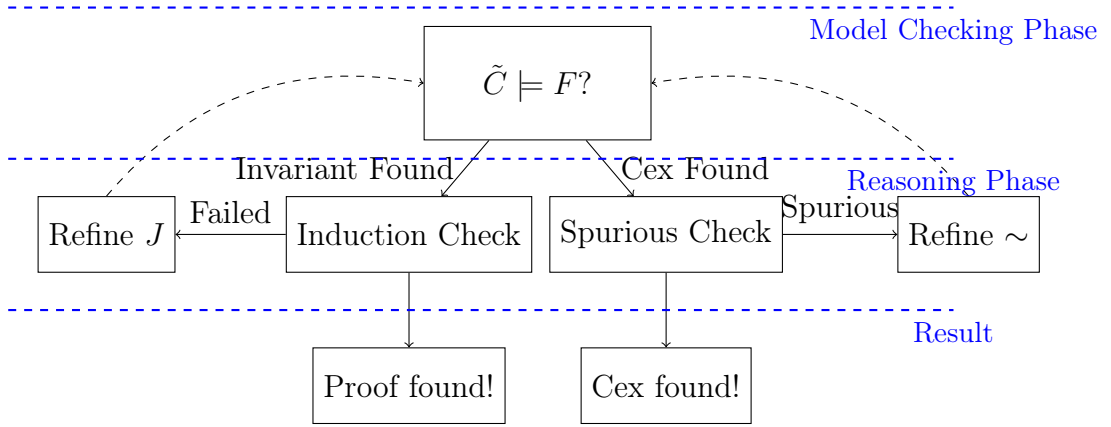 Model Checking Phase
C̃ ⊨ F?
Invariant Found
Cex Found
Reasoning Phase
Refine J
Failed
Induction Check
Spurious Check
Spurious
Refine ∼
Result
Proof found!
Cex found!